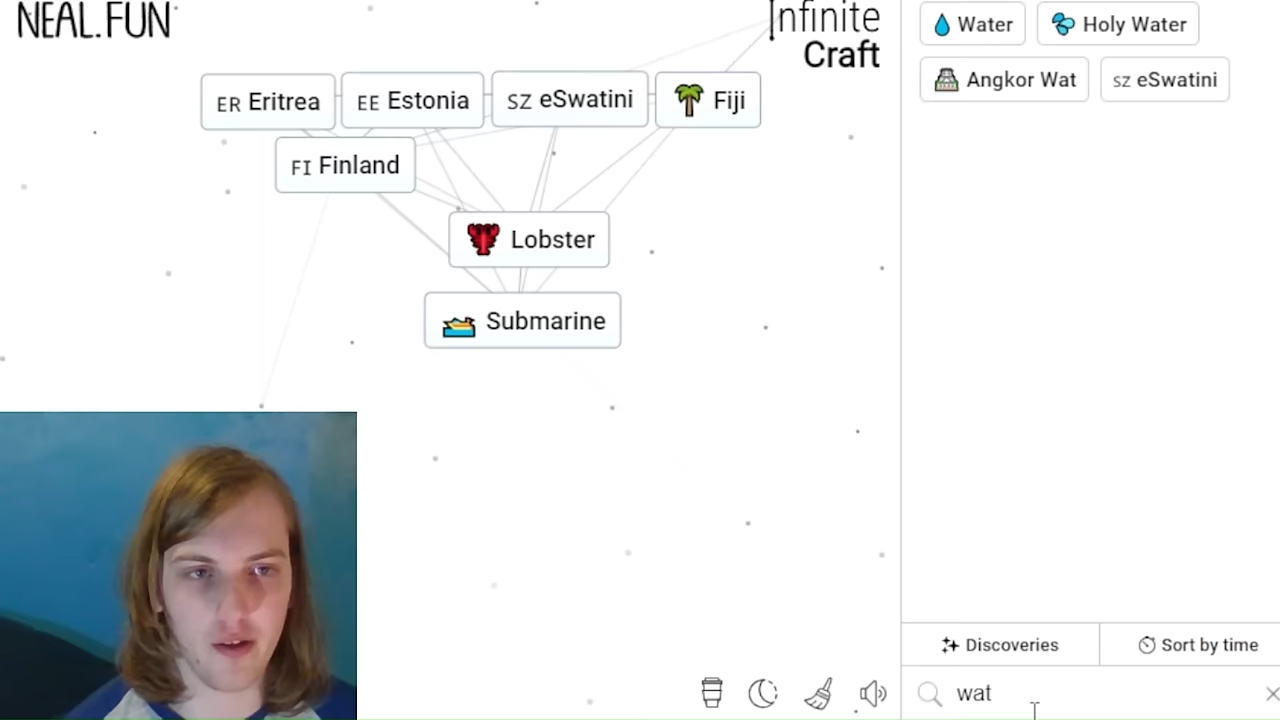 NEAL.FUN
Infinite
Craft
ER Eritrea
EE Estonia
SZ eSwatini
Fiji
FI Finland
Lobster
Submarine
Water
Holy Water
Angkor Wat
SZ eSwatini
Discoveries
Sort by time
wat